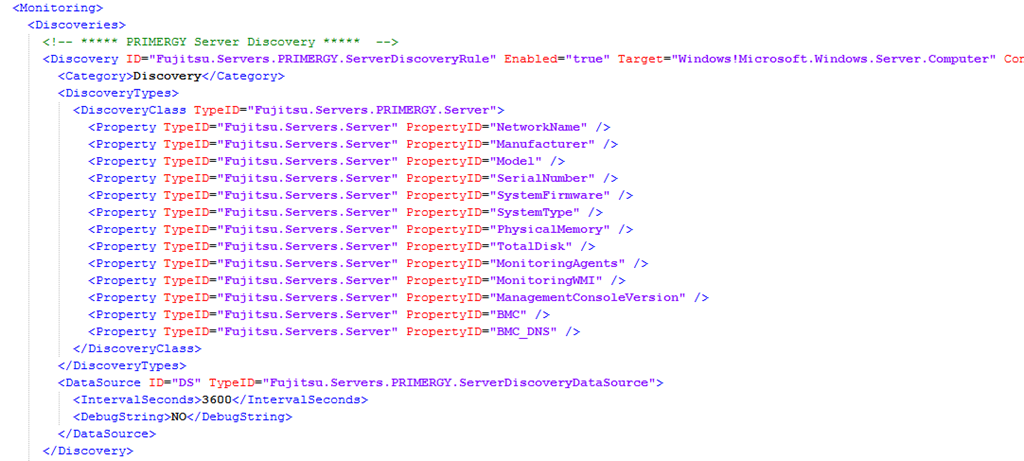 <Monitoring>
<Discoveries>
<!-- ***** PRIMERGY Server Discovery ***** -->
<Discovery ID="Fujitsu.Servers.PRIMERGY.ServerDiscoveryRule" Enabled="true" Target="Windows!Microsoft.Windows.Server.Computer" Con
<Category>Discovery</Category>
<DiscoveryTypes>
<DiscoveryClass TypeID="Fujitsu.Servers.PRIMERGY.Server">
<Property TypeID="Fujitsu.Servers.Server" PropertyID="NetworkName" />
<Property TypeID="Fujitsu.Servers.Server" PropertyID="Manufacturer" />
<Property TypeID="Fujitsu.Servers.Server" PropertyID="Model" />
<Property TypeID="Fujitsu.Servers.Server" PropertyID="SerialNumber" />
<Property TypeID="Fujitsu.Servers.Server" PropertyID="SystemFirmware" />
<Property TypeID="Fujitsu.Servers.Server" PropertyID="SystemType" />
<Property TypeID="Fujitsu.Servers.Server" PropertyID="PhysicalMemory" />
<Property TypeID="Fujitsu.Servers.Server" PropertyID="TotalDisk" />
<Property TypeID="Fujitsu.Servers.Server" PropertyID="MonitoringAgents" />
<Property TypeID="Fujitsu.Servers.Server" PropertyID="MonitoringWMI" />
<Property TypeID="Fujitsu.Servers.Server" PropertyID="ManagementConsoleVersion" />
<Property TypeID="Fujitsu.Servers.Server" PropertyID="BMC" />
<Property TypeID="Fujitsu.Servers.Server" PropertyID="BMC_DNS" />
</DiscoveryClass>
</DiscoveryTypes>
<DataSource ID="DS" TypeID="Fujitsu.Servers.PRIMERGY.ServerDiscoveryDataSource">
<IntervalSeconds>3600</IntervalSeconds>
<DebugString>NO</DebugString>
</DataSource>
</Discovery>